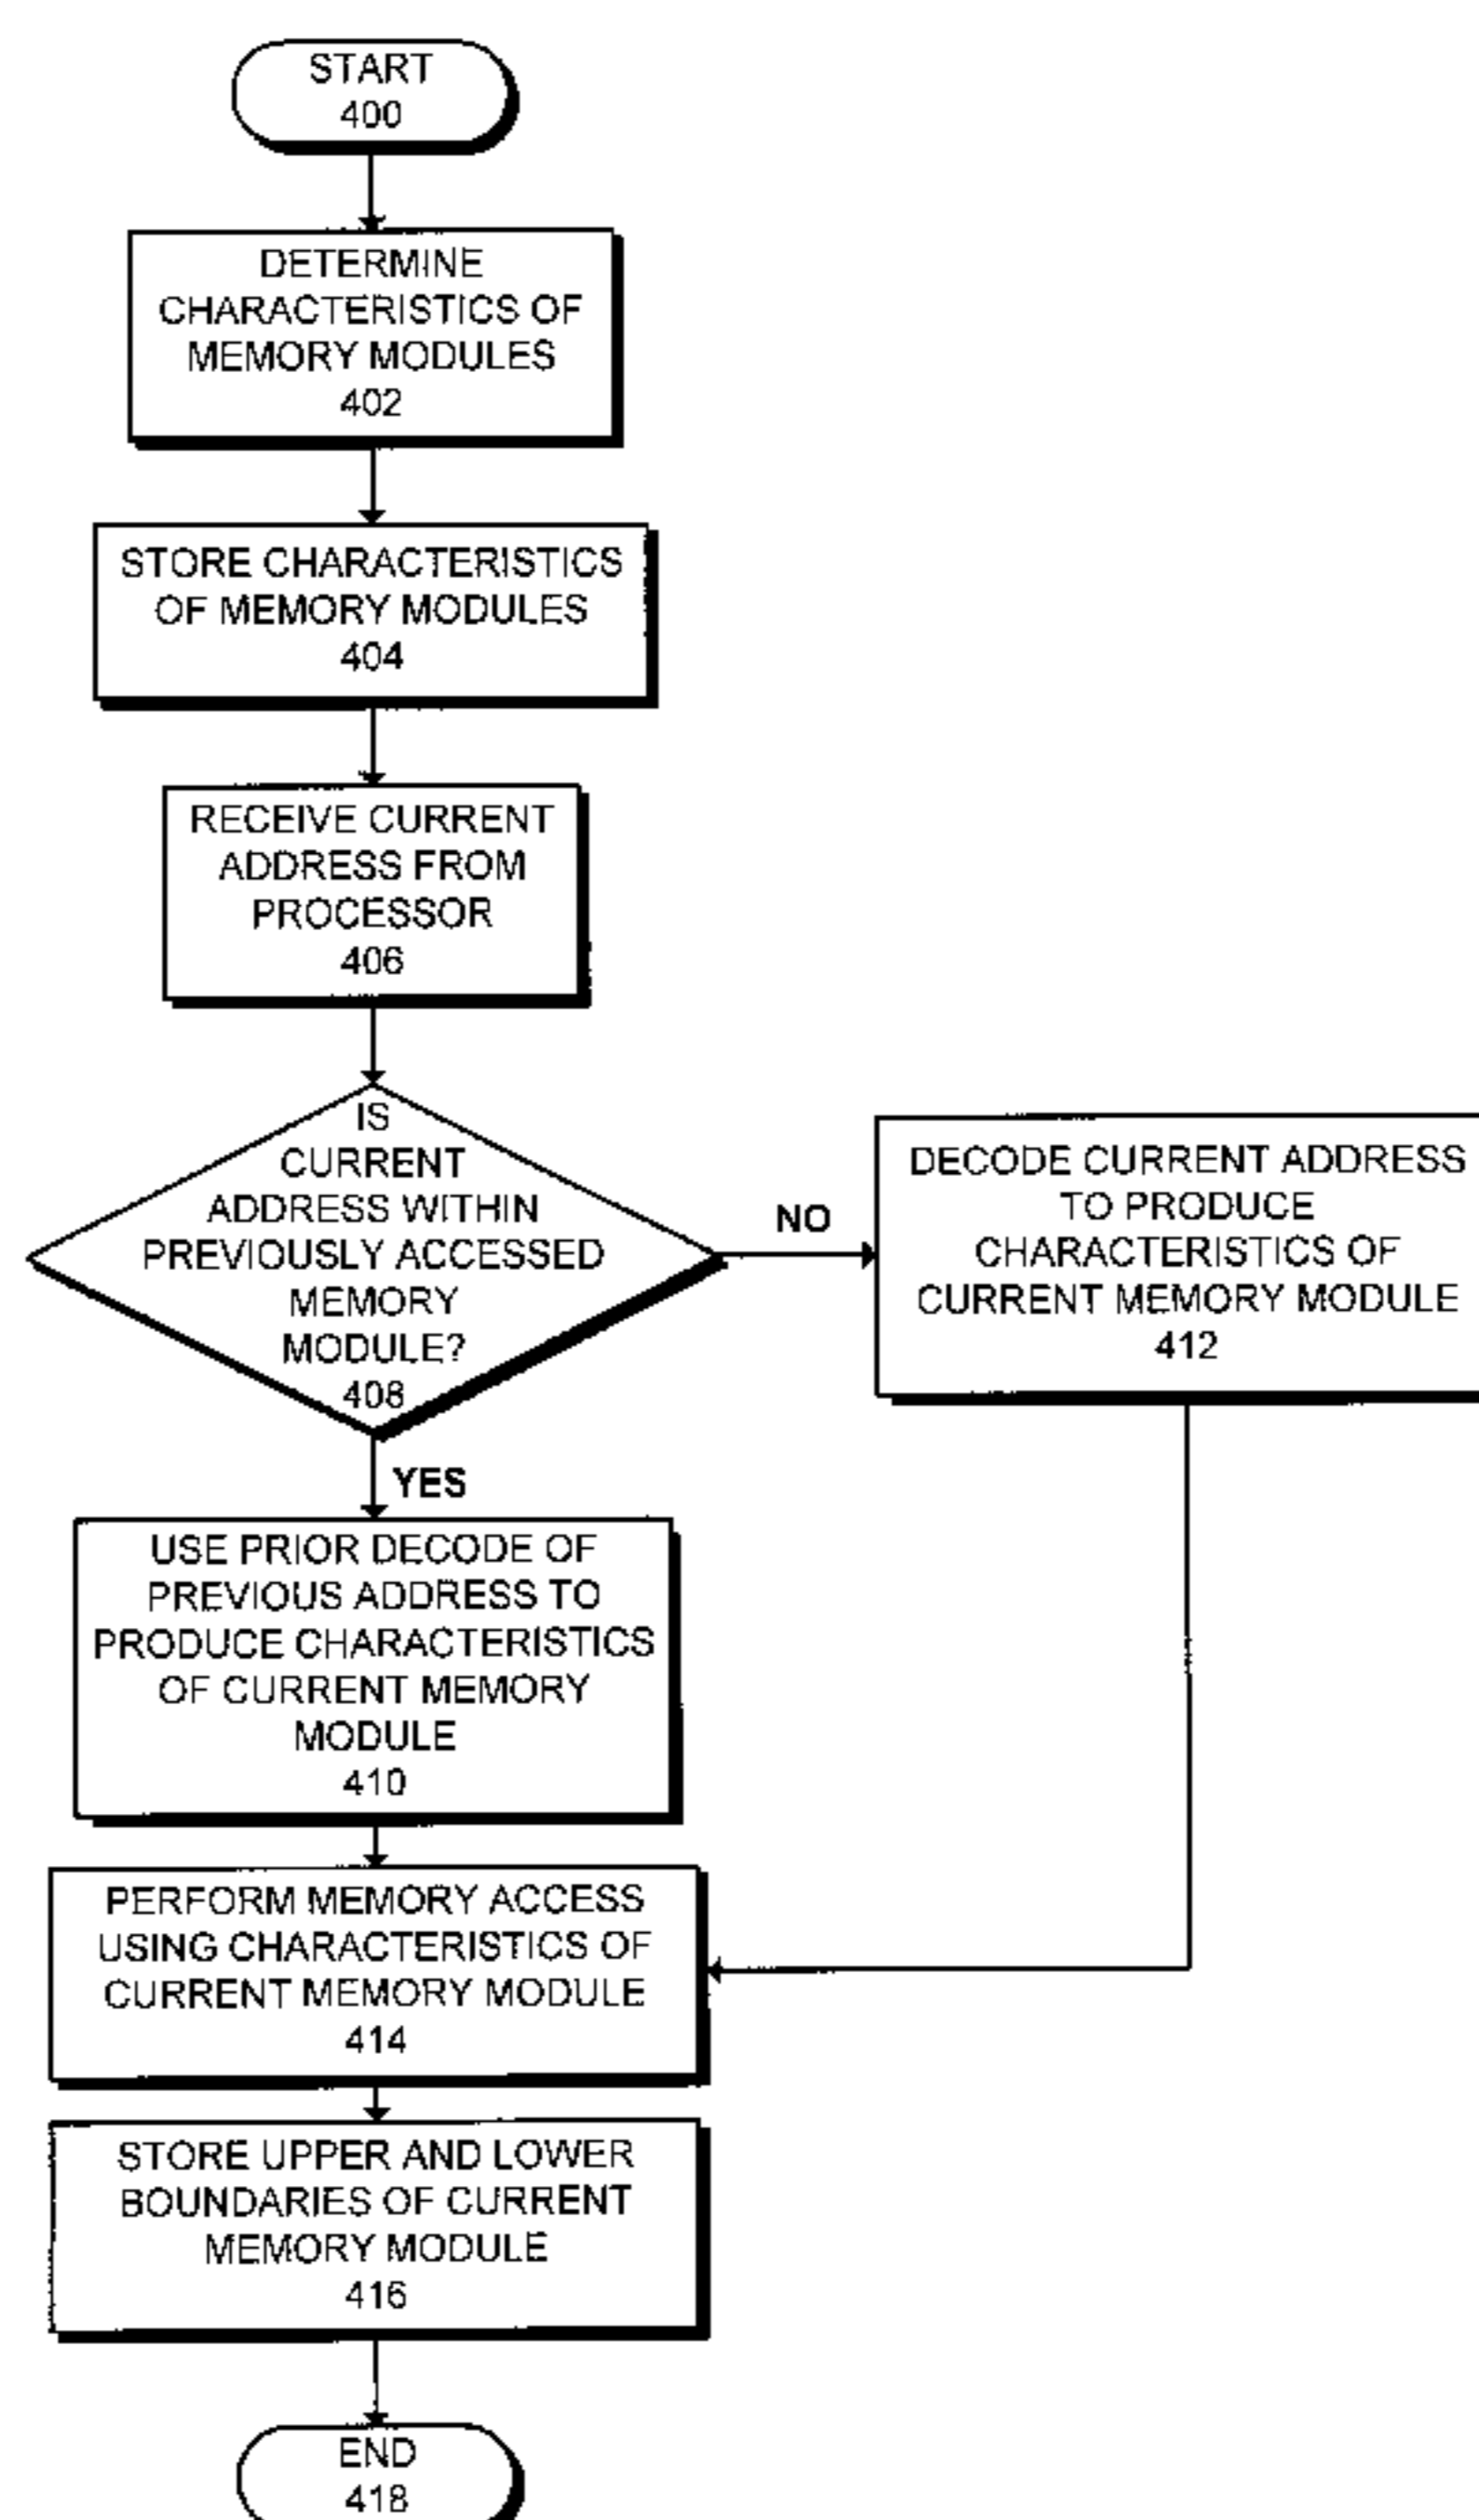 START
400
DETERMINE
CHARACTERISTICS OF
MEMORY MODULES
402
STORE CHARACTERISTICS
OF MEMORY MODULES
404
RECEIVE CURRENT
ADDRESS FROM
PROCESSOR
406
IS
CURRENT
ADDRESS WITHIN
PREVIOUSLY ACCESSED
MEMORY
MODULE?
408
NO
DECODE CURRENT ADDRESS
TO PRODUCE
CHARACTERISTICS OF
CURRENT MEMORY MODULE
412
YES
USE PRIOR DECODE OF
PREVIOUS ADDRESS TO
PRODUCE CHARACTERISTICS
OF CURRENT MEMORY
MODULE
410
PERFORM MEMORY ACCESS
USING CHARACTERISTICS OF
CURRENT MEMORY MODULE
414
STORE UPPER AND LOWER
BOUNDARIES OF CURRENT
MEMORY MODULE
416
END
418